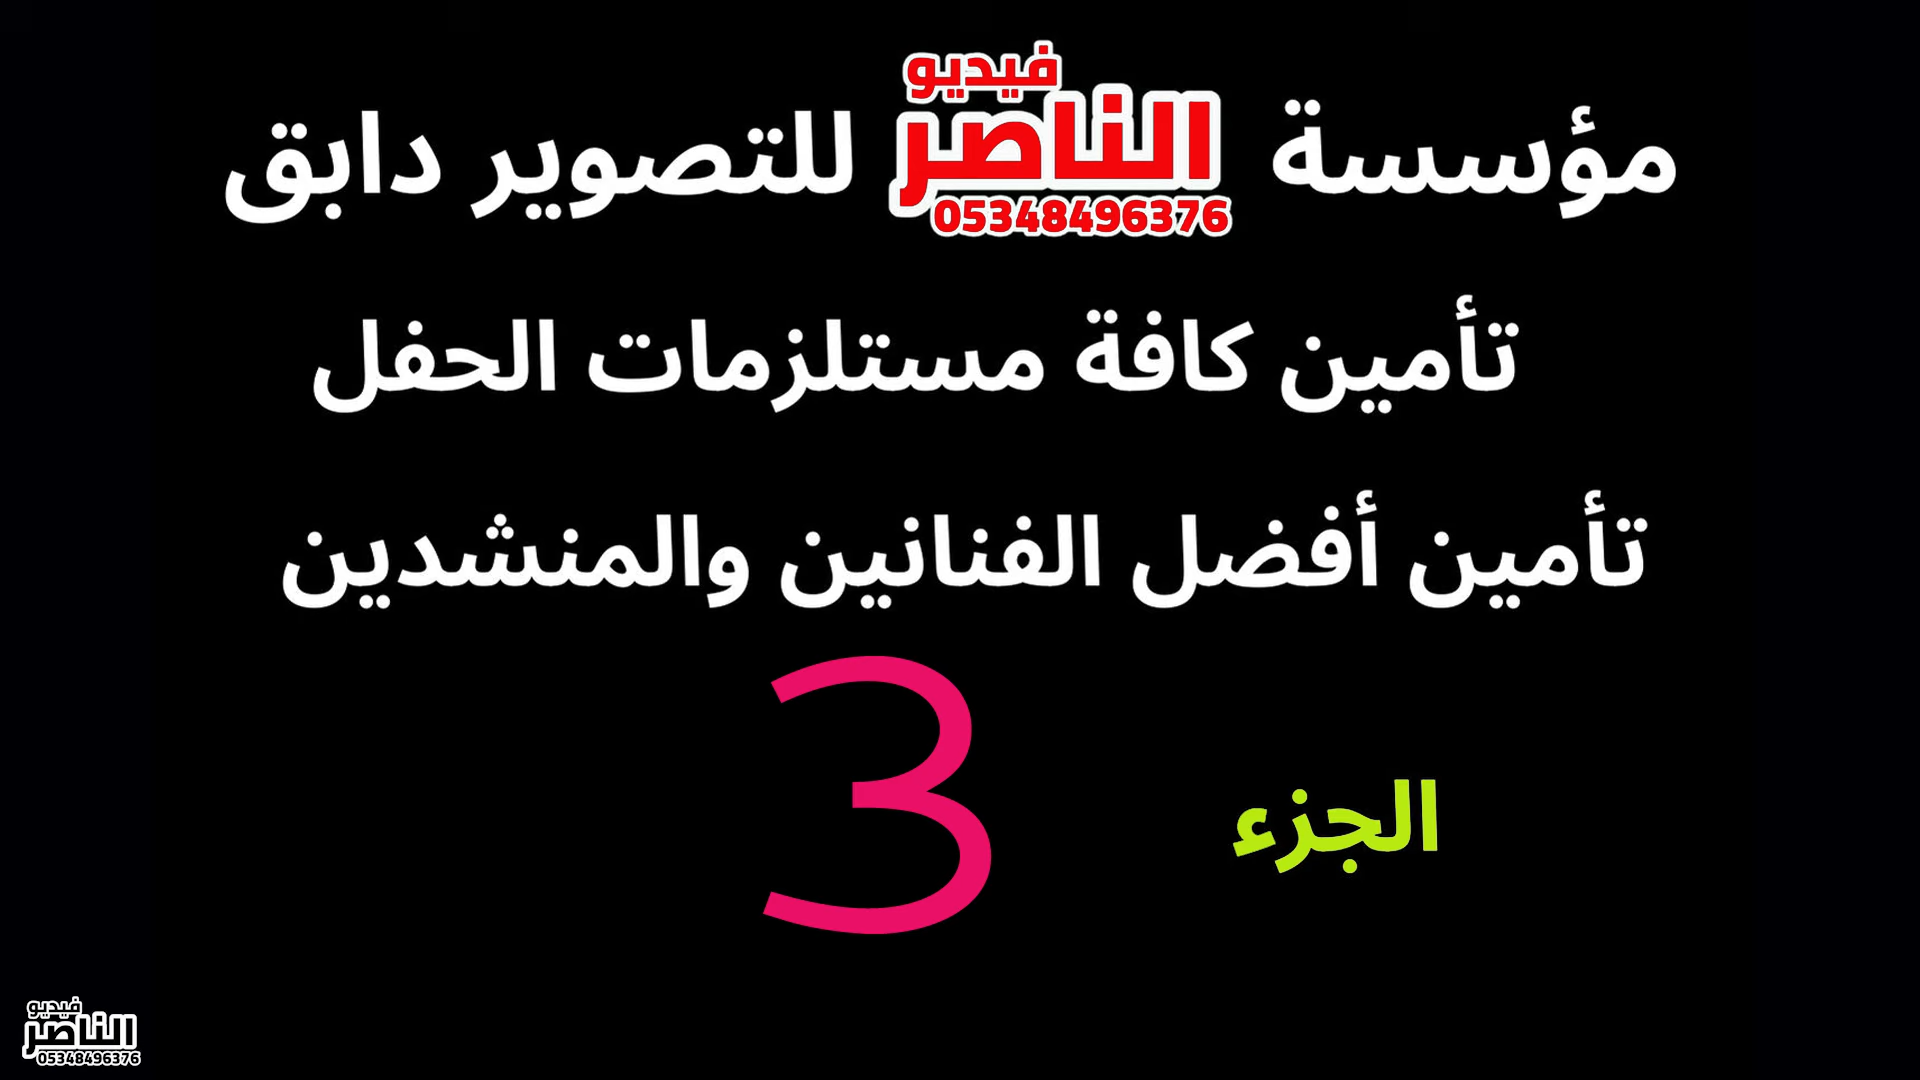 مؤسسة فيديو الناصر للتصوير دابق
05348496376
تأمين كافة مستلزمات الحفل
تأمين أفضل الفنانين والمنشدين
الجزء 3
فيديو
الناصر
05348496376